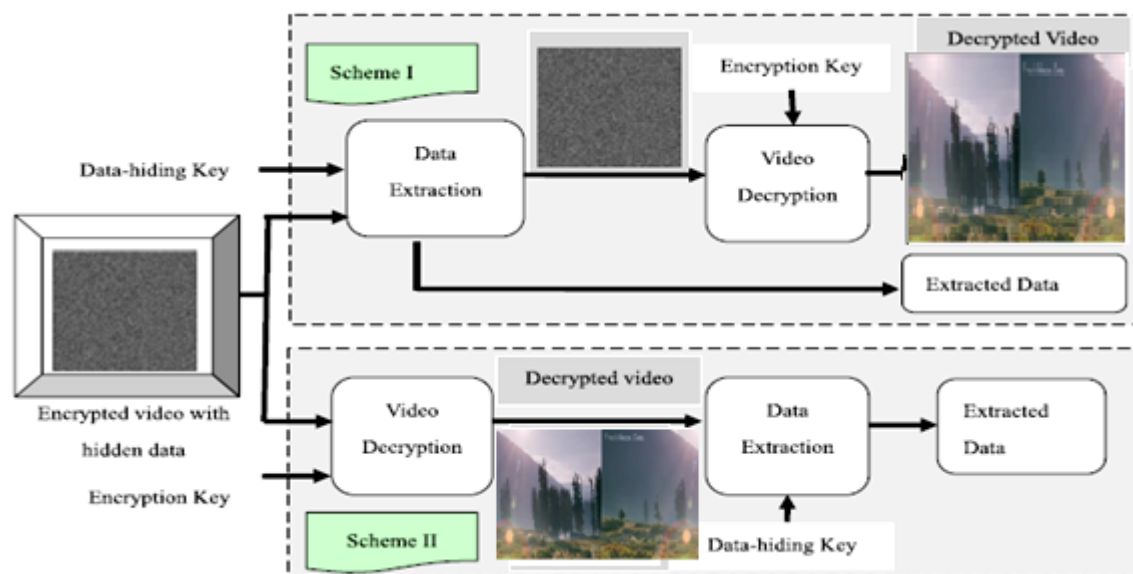 Decrypted Video
Scheme I
Encryption Key
Data
Extraction
Video
Decryption
Data-hiding Key
Extracted Data
Encrypted video with
hidden data
Encryption Key
Video
Decryption
Decrypted video
Data
Extraction
Extracted
Data
Scheme II
Data-hiding Key